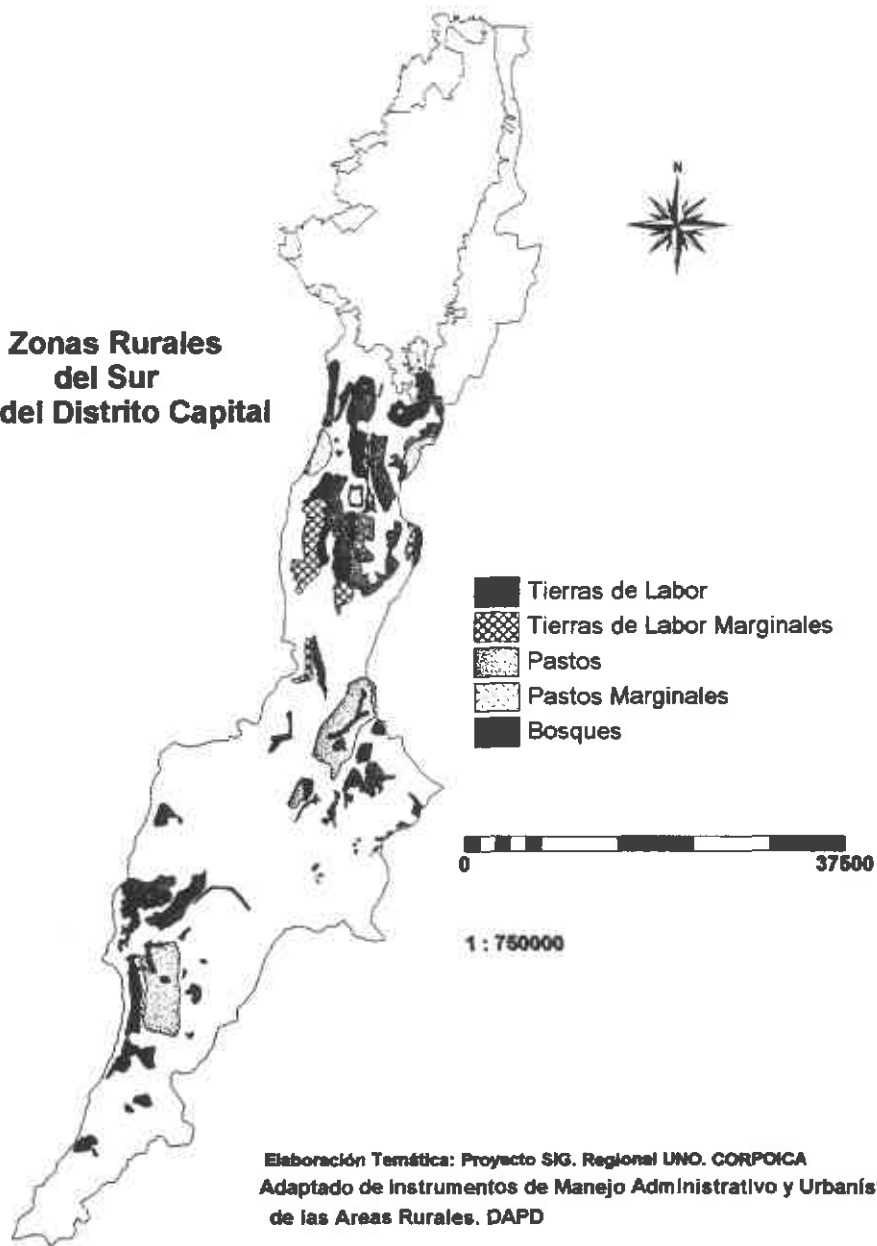 N
Zonas Rurales
del Sur
del Distrito Capital
Tierras de Labor
Tierras de Labor Marginales
Pastos
Pastos Marginales
Bosques
0 37500
1 : 750000
Elaboración Temática: Proyecto SIG. Regional UNO. CORPOICA
Adaptado de Instrumentos de Manejo Administrativo y Urbanís
de las Areas Rurales. DAPD